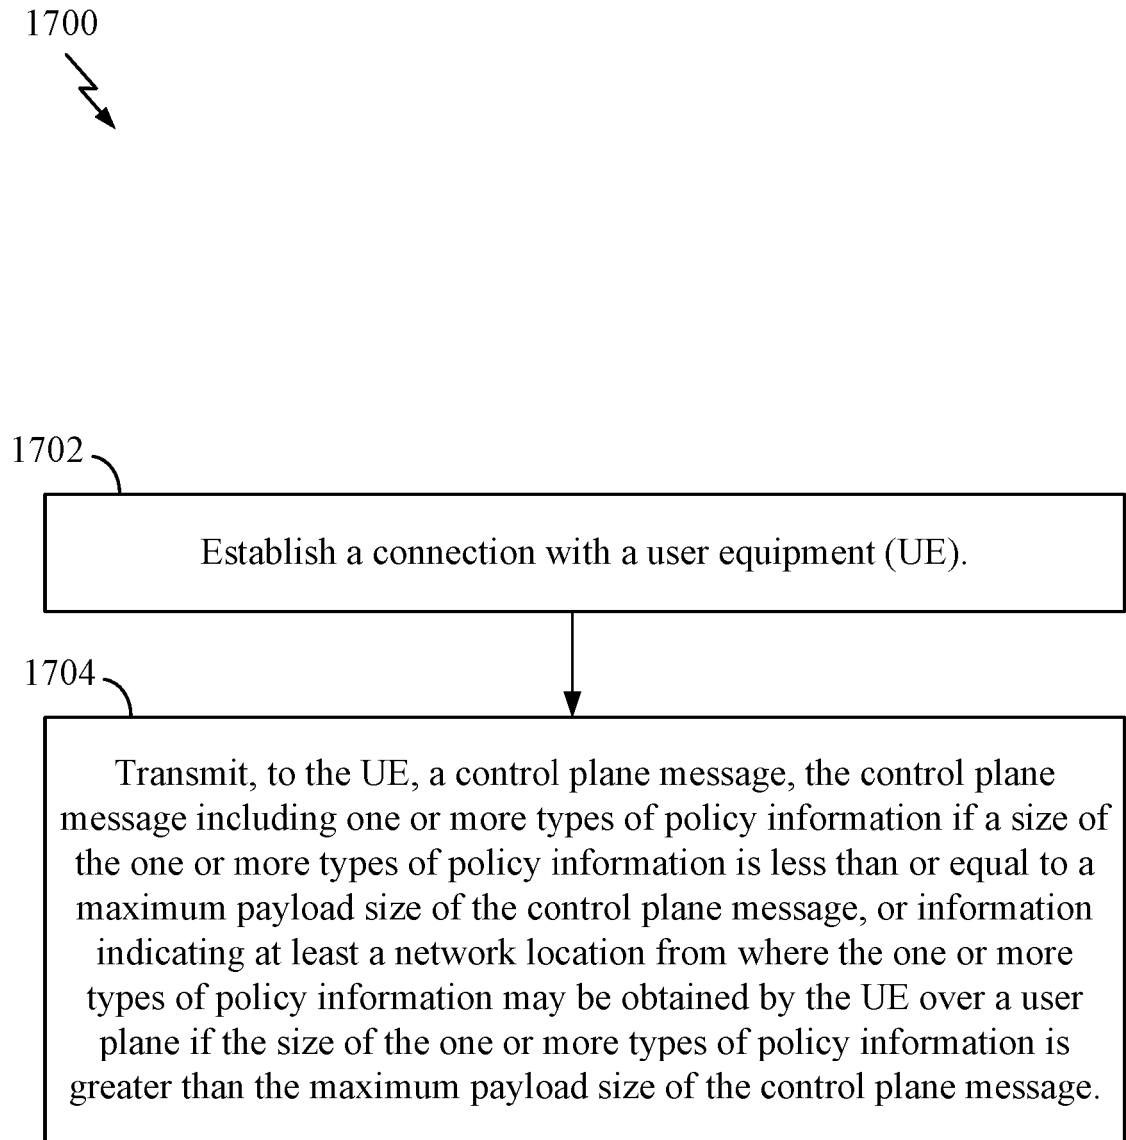 1700
1702
Establish a connection with a user equipment (UE).
1704
Transmit, to the UE, a control plane message, the control plane
message including one or more types of policy information if a size of
the one or more types of policy information is less than or equal to a
maximum payload size of the control plane message, or information
indicating at least a network location from where the one or more
types of policy information may be obtained by the UE over a user
plane if the size of the one or more types of policy information is
greater than the maximum payload size of the control plane message.